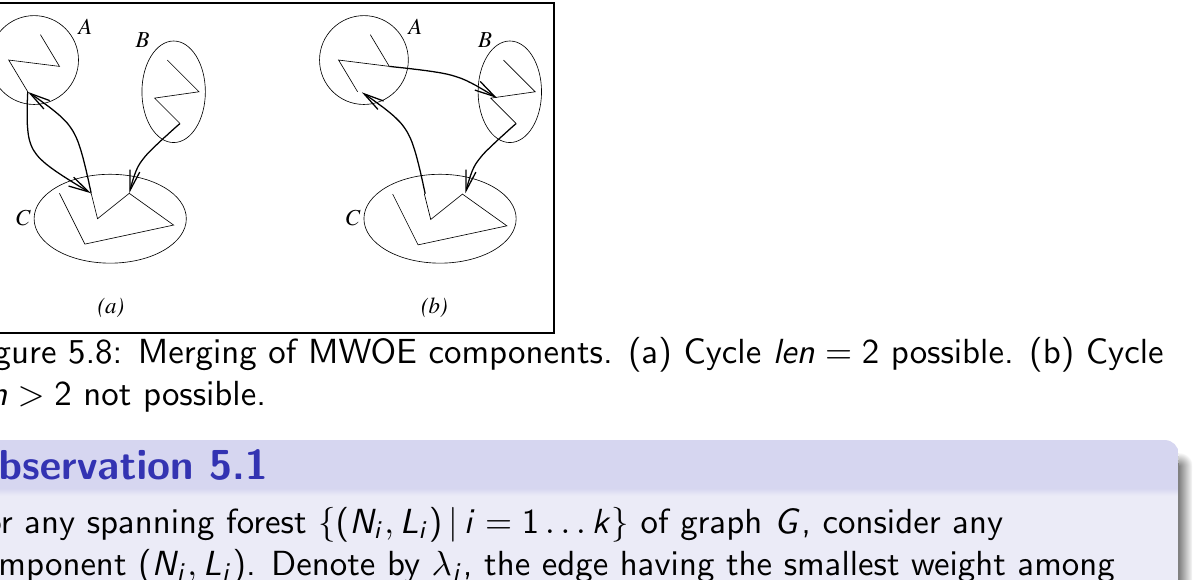 A
B
C
A
B
C
(a)
(b)
gure 5.8: Merging of MWOE components. (a) Cycle len = 2 possible. (b) Cycle
n > 2 not possible.
bservation 5.1
or any spanning forest {(Ni, Li) | i = 1 . . . k} of graph G, consider any
mponent (Ni, Li). Denote by λi, the edge having the smallest weight among